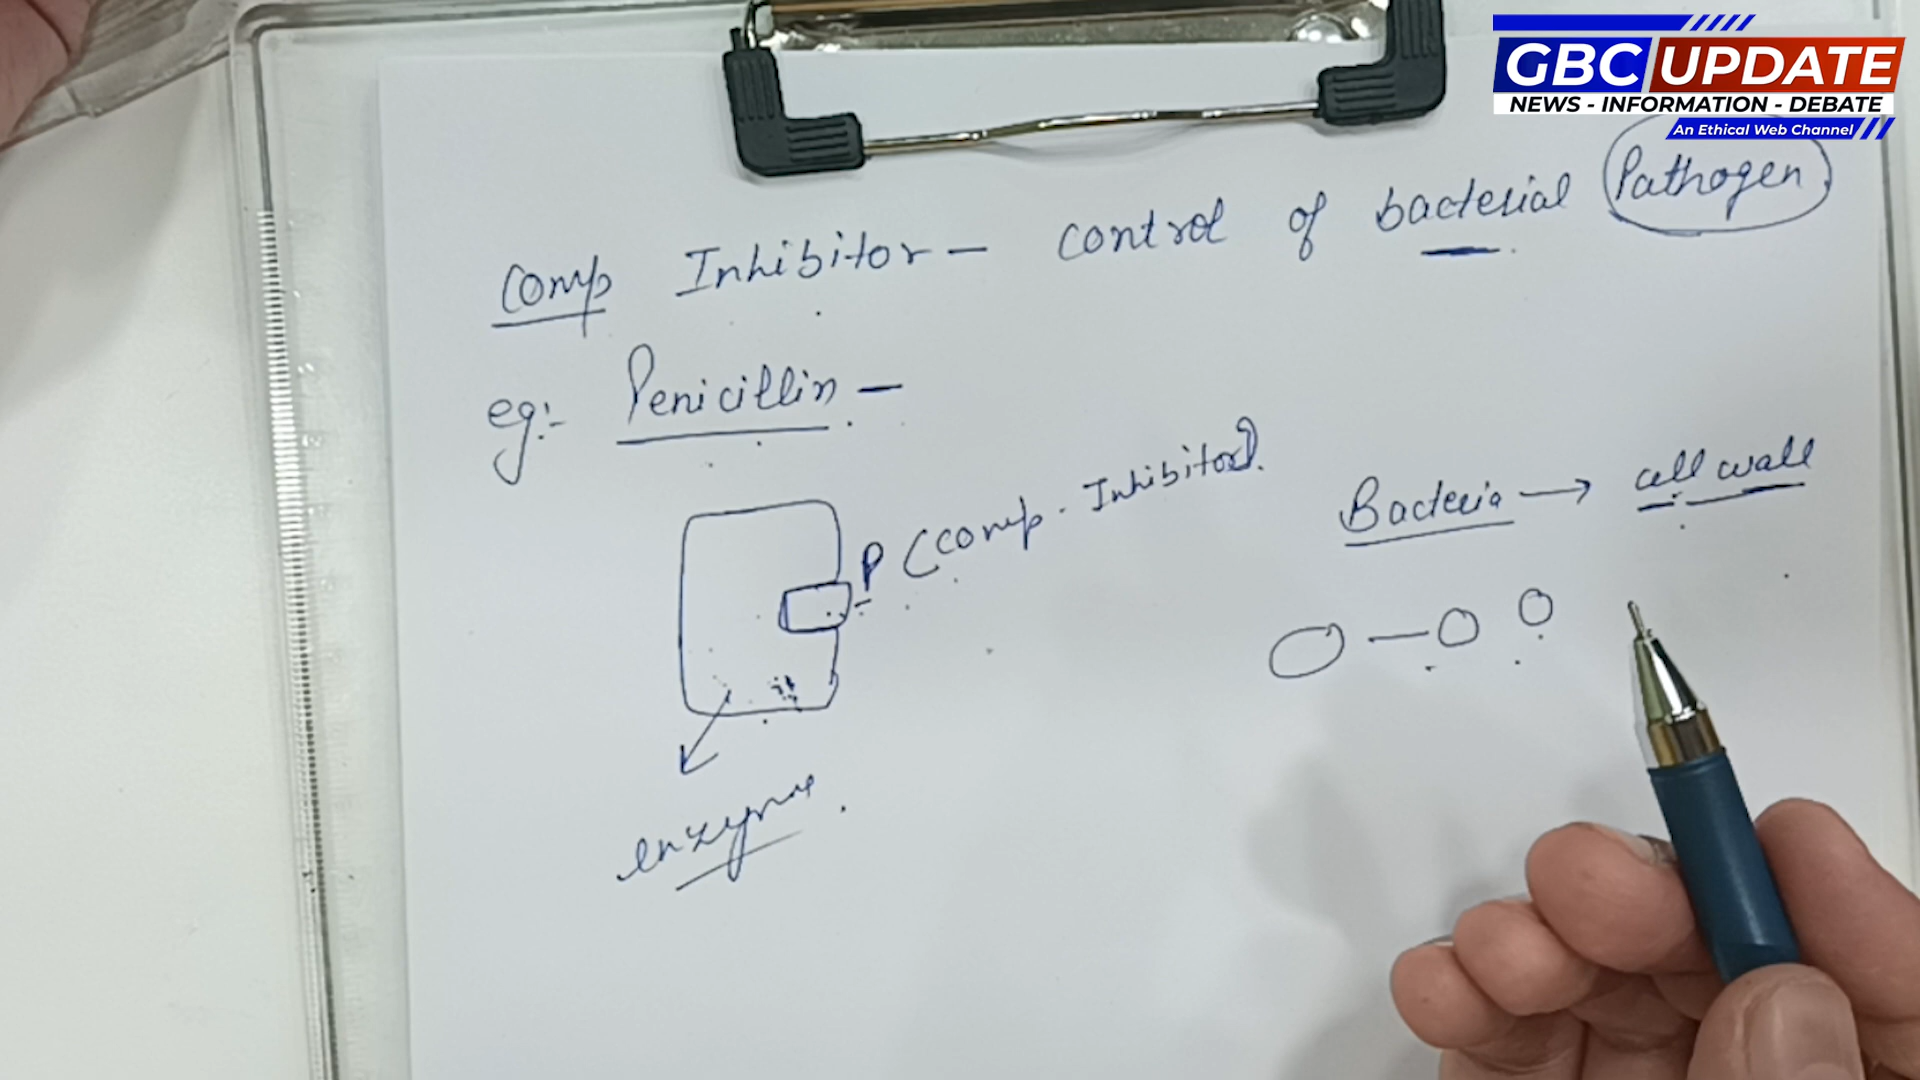 GBC UPDATE
NEWS - INFORMATION - DEBATE
An Ethical Web Channel
Comp Inhibitor - control of bacterial Pathogen
eg:- Penicillin -
P (comp. Inhibitor).
Bacteria → cell wall
enzyme.